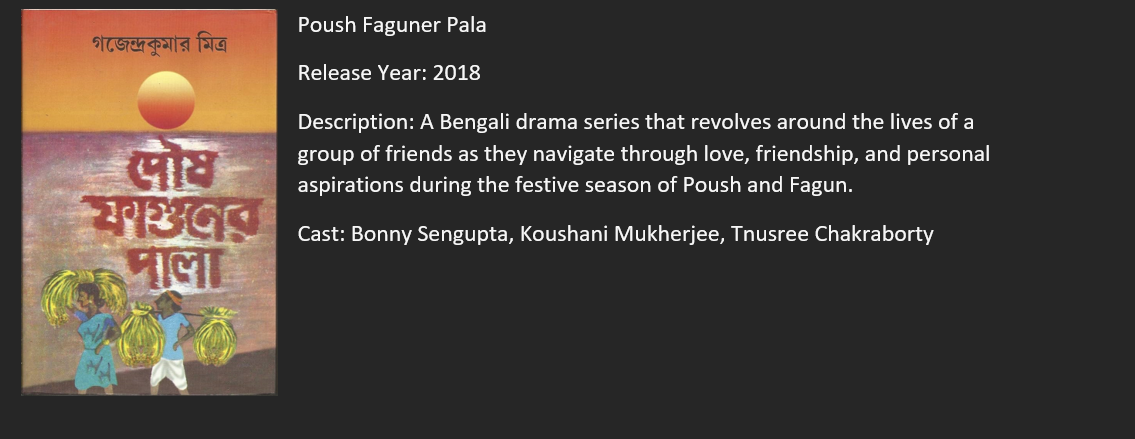 গজেন্দ্রকুমার মিত্র
পৌষ
ফাগুনের
পালা
Poush Faguner Pala
Release Year: 2018
Description: A Bengali drama series that revolves around the lives of a
group of friends as they navigate through love, friendship, and personal
aspirations during the festive season of Poush and Fagun.
Cast: Bonny Sengupta, Koushani Mukherjee, Tnusree Chakraborty